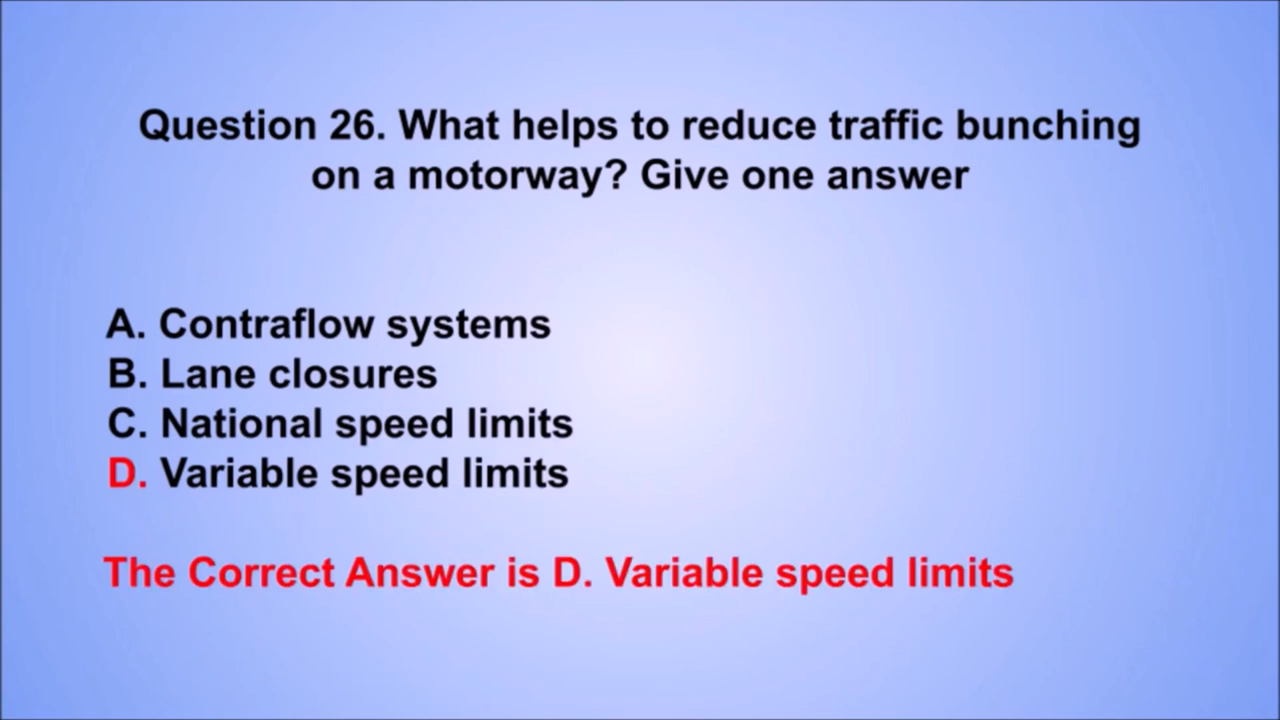 Question 26. What helps to reduce traffic bunching
on a motorway? Give one answer
A. Contraflow systems
B. Lane closures
C. National speed limits
D. Variable speed limits
The Correct Answer is D. Variable speed limits